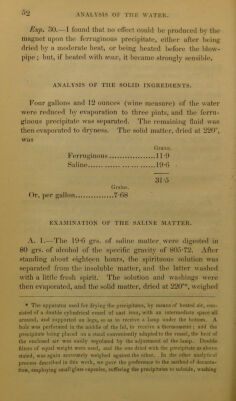 52
ANALYSIS OF THE WATER.
Exp. 30.—I found that no effect could be produced by the
magnet upon the ferruginous precipitate, either after being
dried by a moderate heat, or being heated before the blow-
pipe; but, if heated with wax, it became strongly sensible.
ANALYSIS OF THE SOLID INGREDIENTS.
Four gallons and 12 ounces (wine measure) of the water
were reduced by evaporation to three pints, and the ferru-
ginous precipitate was separated. The remaining fluid was
then evaporated to dryness. The solid matter, dried at 220°,
was
Grains.
Ferruginous..................11·9
Saline..........................19·6
31·5
Grains.
Or, per gallon...............7·68
EXAMINATION OF THE SALINE MATTER.
A. 1.—The 19·6 grs. of saline matter were digested in
80 grs. of alcohol of the specific gravity of 805·72. After
standing about eighteen hours, the spirituous solution was
separated from the insoluble matter, and the latter washed
with a little fresh spirit. The solution and washings were
then evaporated, and the solid matter, dried at 220°*, weighed
* The apparatus used for drying the precipitates, by means of heated air, con-
sisted of a double cylindrical vessel of cast iron, with an intermediate space all
around, and supported on legs, so as to receive a lamp under the bottom. A
hole was perforated in the middle of the lid, to receive a thermometer; and the
precipitate being placed on a stand conveniently adapted to the vessel, the heat of
the enclosed air was easily regulated by the adjustment of the lamp. Double
filters of equal weight were used, and the one dried with the precipitate as above
stated, was again accurately weighed against the other. In the other analytical
process described in this work, we gave the preference to the method of decanta-
tion, employing small glass capsules, suffering the precipitates to subside, washing